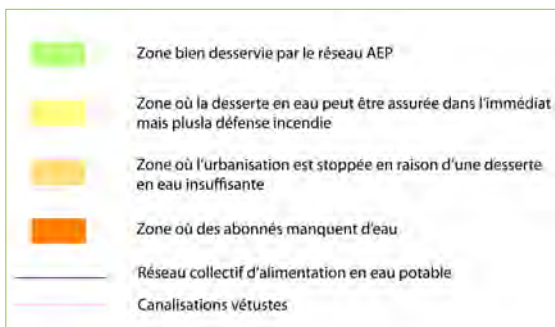 Zone bien desservie par le réseau AEP
Zone où la desserte en eau peut être assurée dans l'immédiat
mais plusla défense incendie
Zone où l'urbanisation est stoppée en raison d'une desserte
en eau insuffisante
Zone où des abonnés manquent d'eau
Réseau collectif d'alimentation en eau potable
Canalisations vétustes